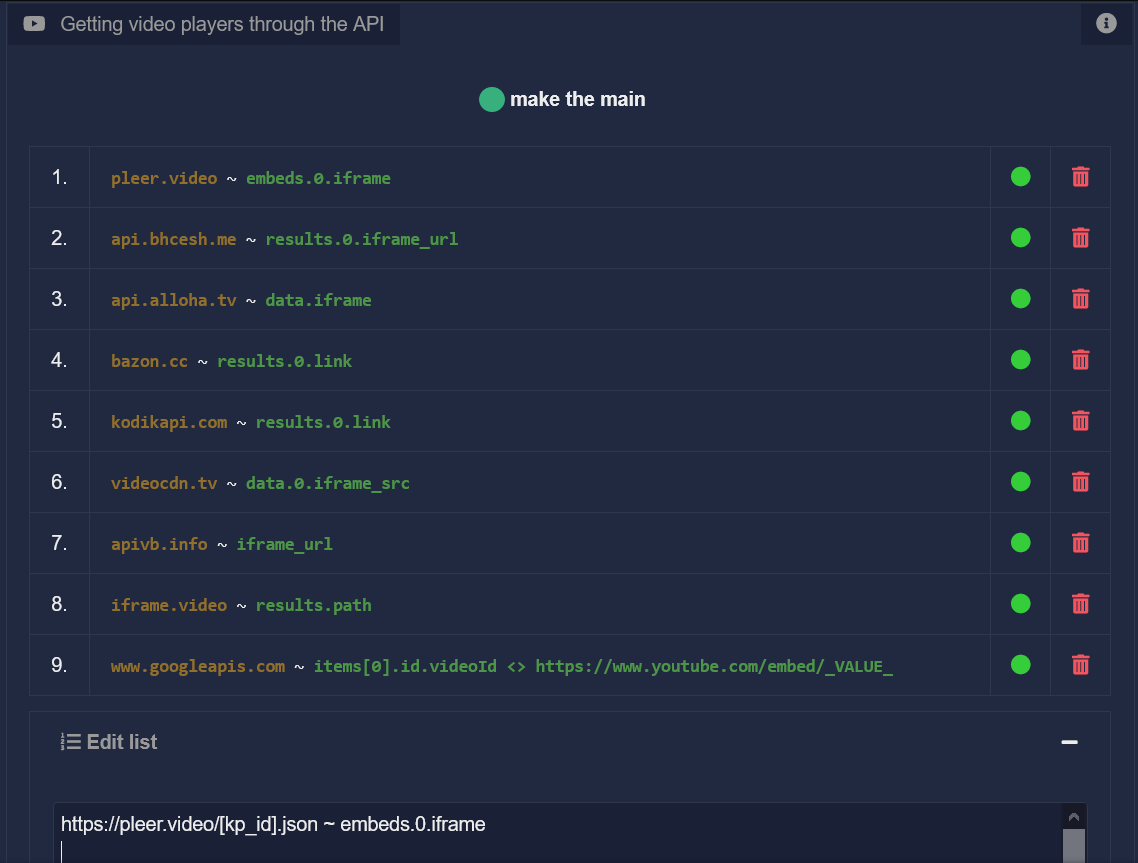 Getting video players through the API
make the main
1. pleer.video ~ embeds.0.iframe
2. api.bhcesh.me ~ results.0.iframe_url
3. api.alloha.tv ~ data.iframe
4. bazon.cc ~ results.0.link
5. kodikapi.com ~ results.0.link
6. videocdn.tv ~ data.0.iframe_src
7. apivb.info ~ iframe_url
8. iframe.video ~ results.path
9. www.googleapis.com ~ items[0].id.videoId <> https://www.youtube.com/embed/_VALUE_
Edit list
https://pleer.video/[kp_id].json ~ embeds.0.iframe